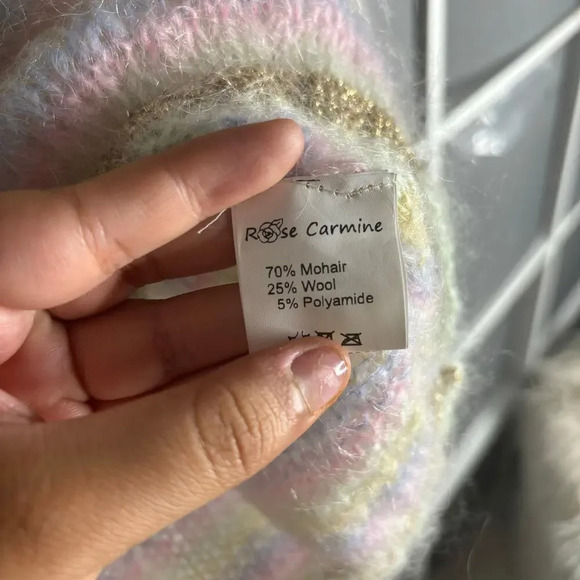 Rose Carmine
70% Mohair
25% Wool
5% Polyamide